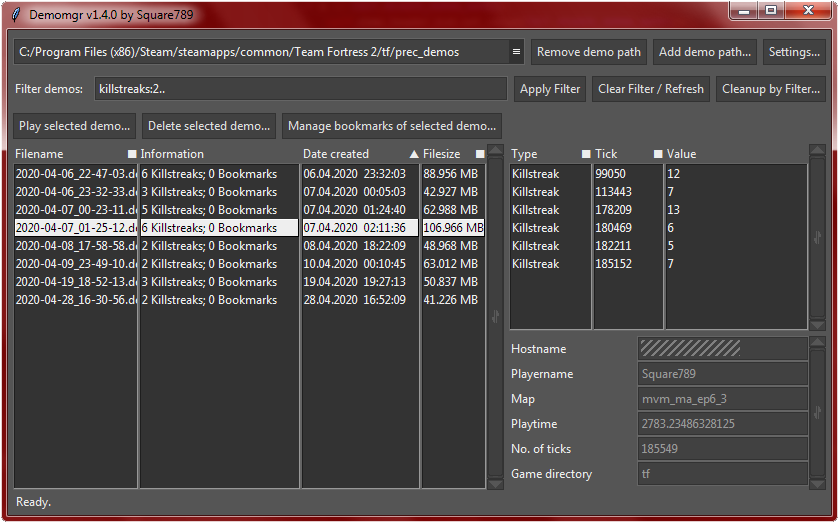 Demomgr v1.4.0 by Square789
C:/Program Files (x86)/Steam/steamapps/common/Team Fortress 2/tf/prec_demos
Remove demo path
Add demo path...
Settings...
Filter demos:
killstreaks:2..
Apply Filter
Clear Filter / Refresh
Cleanup by Filter...
Play selected demo...
Delete selected demo...
Manage bookmarks of selected demo...
Filename Information Date created Filesize
2020-04-06_22-47-03.de 6 Killstreaks; 0 Bookmarks 06.04.2020 23:32:03 88.956 MB
2020-04-06_23-32-33.de 3 Killstreaks; 0 Bookmarks 07.04.2020 00:05:03 42.927 MB
2020-04-07_00-23-11.de 5 Killstreaks; 0 Bookmarks 07.04.2020 01:24:40 62.988 MB
2020-04-07_01-25-12.de 6 Killstreaks; 0 Bookmarks 07.04.2020 02:11:36 106.966 MB
2020-04-08_17-58-58.de 2 Killstreaks; 0 Bookmarks 08.04.2020 18:22:09 48.968 MB
2020-04-09_23-49-10.de 2 Killstreaks; 0 Bookmarks 10.04.2020 00:10:45 63.012 MB
2020-04-19_18-52-13.de 3 Killstreaks; 0 Bookmarks 19.04.2020 19:27:13 50.837 MB
2020-04-28_16-30-56.de 2 Killstreaks; 0 Bookmarks 28.04.2020 16:52:09 41.226 MB
Type Tick Value
Killstreak 99050 12
Killstreak 113443 7
Killstreak 178209 13
Killstreak 180469 6
Killstreak 182211 5
Killstreak 185152 7
Hostname
Playername Square789
Map mvm_ma_ep6_3
Playtime 2783.23486328125
No. of ticks 185549
Game directory tf
Ready.